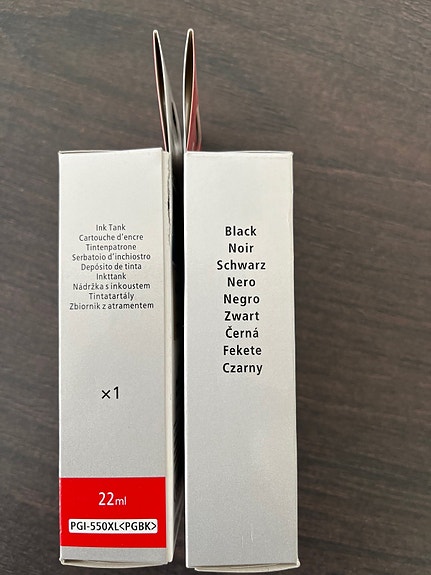 Ink Tank
Cartouche d'encre
Tintenpatrone
Serbatoio d'inchiostro
Depósito de tinta
Inkttank
Nádržka s inkoustem
Tintatartály
Zbiornik z atramentem
×1
22ml
PGI-550XL<PGBK>
Black
Noir
Schwarz
Nero
Negro
Zwart
Černá
Fekete
Czarny